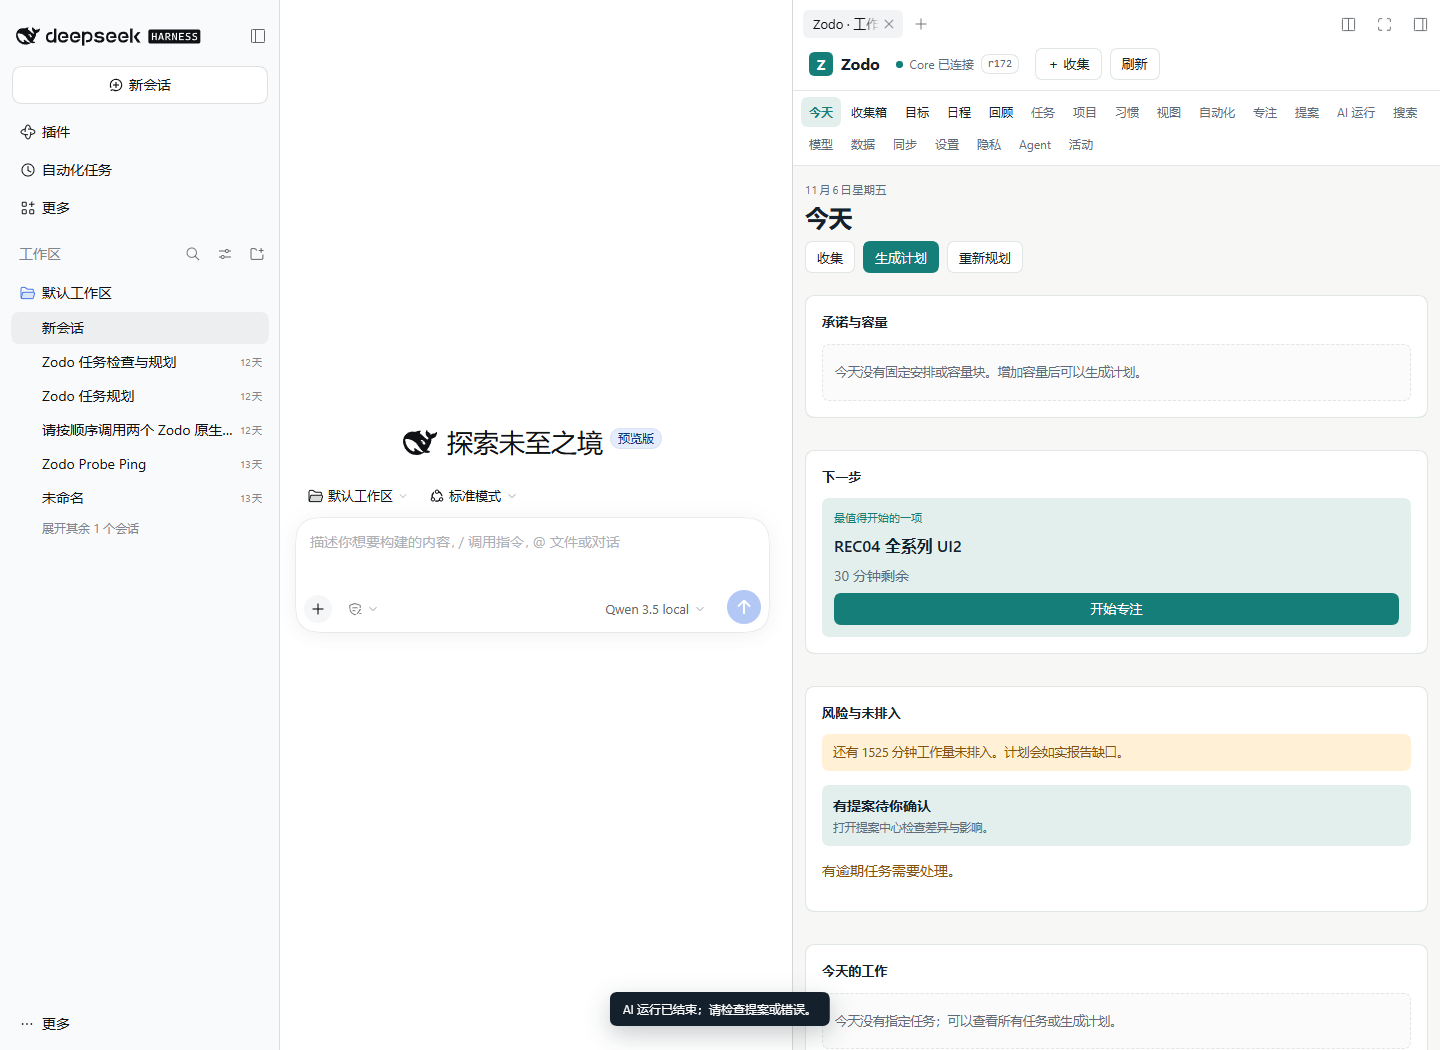 deepseek HARNESS
新会话
插件
自动化任务
更多
工作区
默认工作区
新会话
Zodo 任务检查与规划 12天
Zodo 任务规划 12天
请按顺序调用两个 Zodo 原生... 12天
Zodo Probe Ping 13天
未命名 13天
展开其余 1 个会话
更多
探索未至之境 预览版
默认工作区 标准模式
描述你想要构建的内容, / 调用指令, @ 文件或对话
Qwen 3.5 local
Zodo · 工作
Z Zodo Core 已连接 r172 + 收集 刷新
今天 收集箱 目标 日程 回顾 任务 项目 习惯 视图 自动化 专注 提案 AI 运行 搜索
模型 数据 同步 设置 隐私 Agent 活动
11月6日星期五
今天
收集 生成计划 重新规划
承诺与容量
今天没有固定安排或容量块。增加容量后可以生成计划。
下一步
最值得开始的一项
REC04 全系列 UI2
30 分钟剩余
开始专注
风险与未排入
还有 1525 分钟工作量未排入。计划会如实报告缺口。
有提案待你确认
打开提案中心检查差异与影响。
有逾期任务需要处理。
今天的工作
今天没有指定任务；可以查看所有任务或生成计划。
AI 运行已结束；请检查提案或错误。